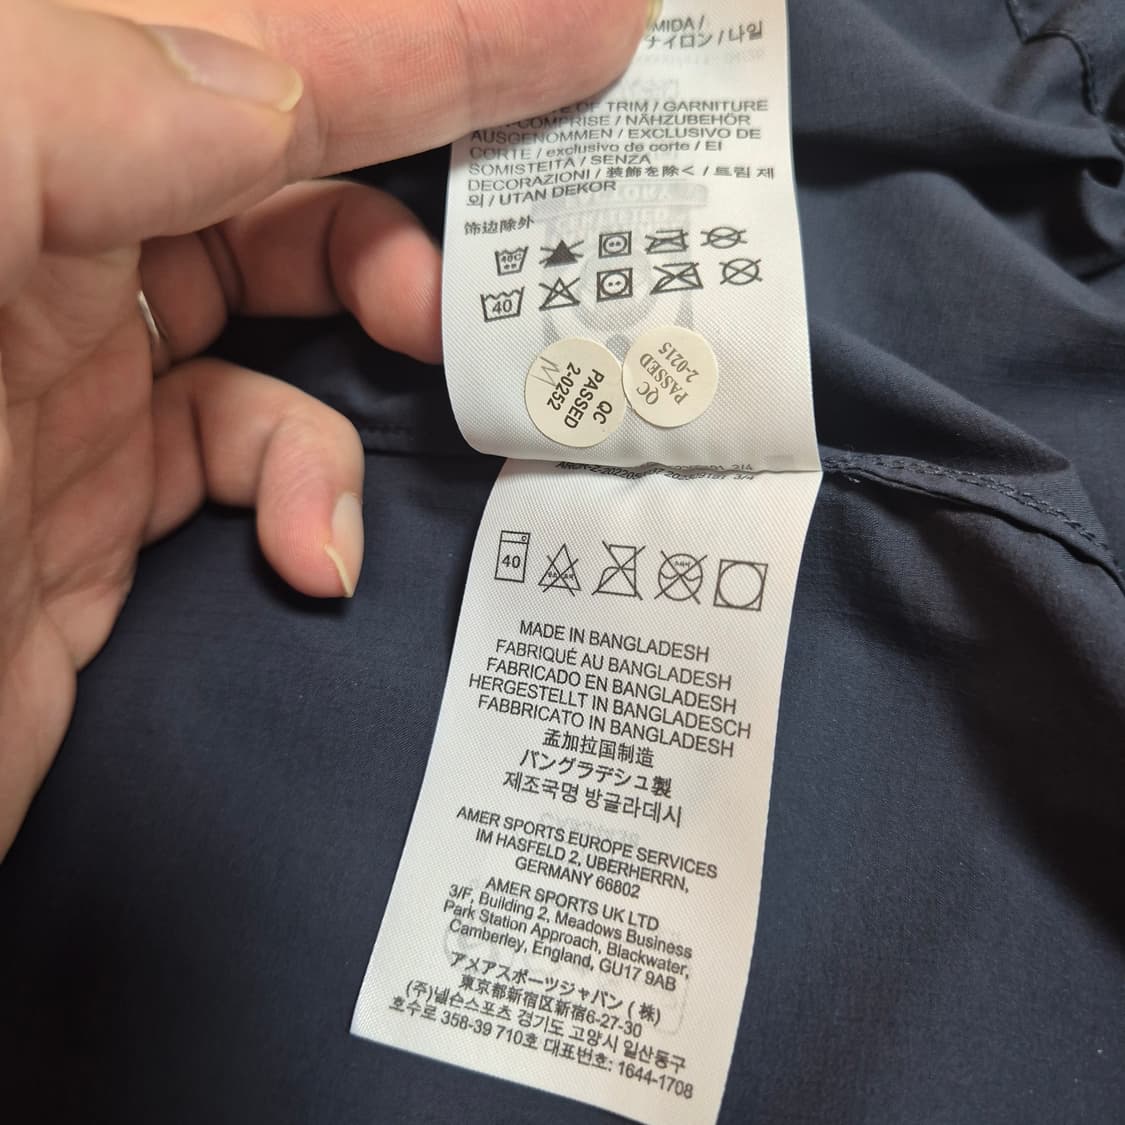 MIDA /
ナイロン / 나일
OF TRIM / GARNITURE
COMPRISE / NÄHZUBEHÖR
AUSGENOMMEN / EXCLUSIVO DE
CORTE / exclusivo de corte / EI
SOMISTEITA / SENZA
DECORAZIONI / 装飾を除く / 트림 제
외 / UTAN DEKOR
饰边除外
40C
40
QC
PASSED
2-0252
QC
PASSED
2-0215
2/4
3/4
40
MADE IN BANGLADESH
FABRIQUÉ AU BANGLADESH
FABRICADO EN BANGLADESH
HERGESTELLT IN BANGLADESCH
FABBRICATO IN BANGLADESH
孟加拉国制造
バングラデシュ製
제조국명 방글라데시
AMER SPORTS EUROPE SERVICES
IM HASFELD 2, UBERHERRN,
GERMANY 66802
AMER SPORTS UK LTD
3/F, Building 2, Meadows Business
Park Station Approach, Blackwater,
Camberley, England, GU17 9AB
アメアスポーツジャパン ( 株)
東京都新宿区新宿6-27-30
(주)넬슨스포츠 경기도 고양시 일산동구
호수로 358-39 710호 대표번호: 1644-1708